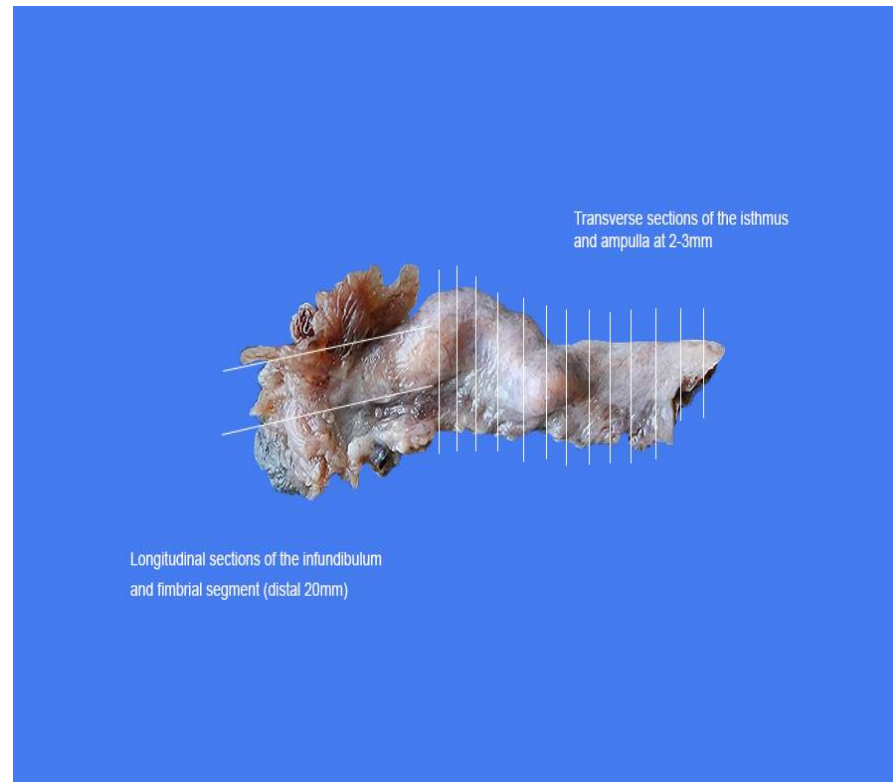 Transverse sections of the isthmus
and ampulla at 2-3mm
Longitudinal sections of the infundibulum
and fimbrial segment (distal 20mm)